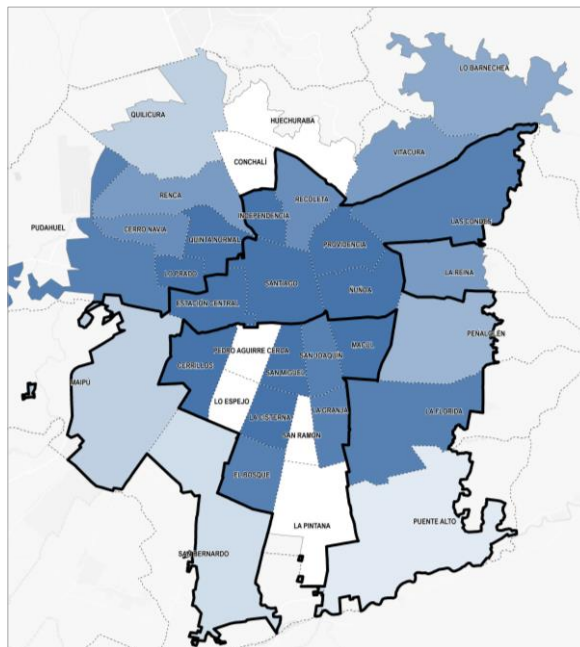 LO BARNECHEA
QUILICURA
HUECHURABA
VITACURA
CONCHALÍ
RENCA
RECOLETA
INDEPENDENCIA
LAS CONDES
PUDAHUEL
CERRO NAVIA
QUINTA NORMAL
PROVIDENCIA
LO PRADO
LA REINA
SANTIAGO
ÑUÑOA
ESTACIÓN CENTRAL
PEÑALOLÉN
MACUL
PEDRO AGUIRRE CERDA
SAN JOAQUÍN
CERRILLOS
SAN MIGUEL
MAIPÚ
LO ESPEJO
LA GRANJA
LA FLORIDA
LA CISTERNA
SAN RAMÓN
EL BOSQUE
PUENTE ALTO
LA PINTANA
SAN BERNARDO